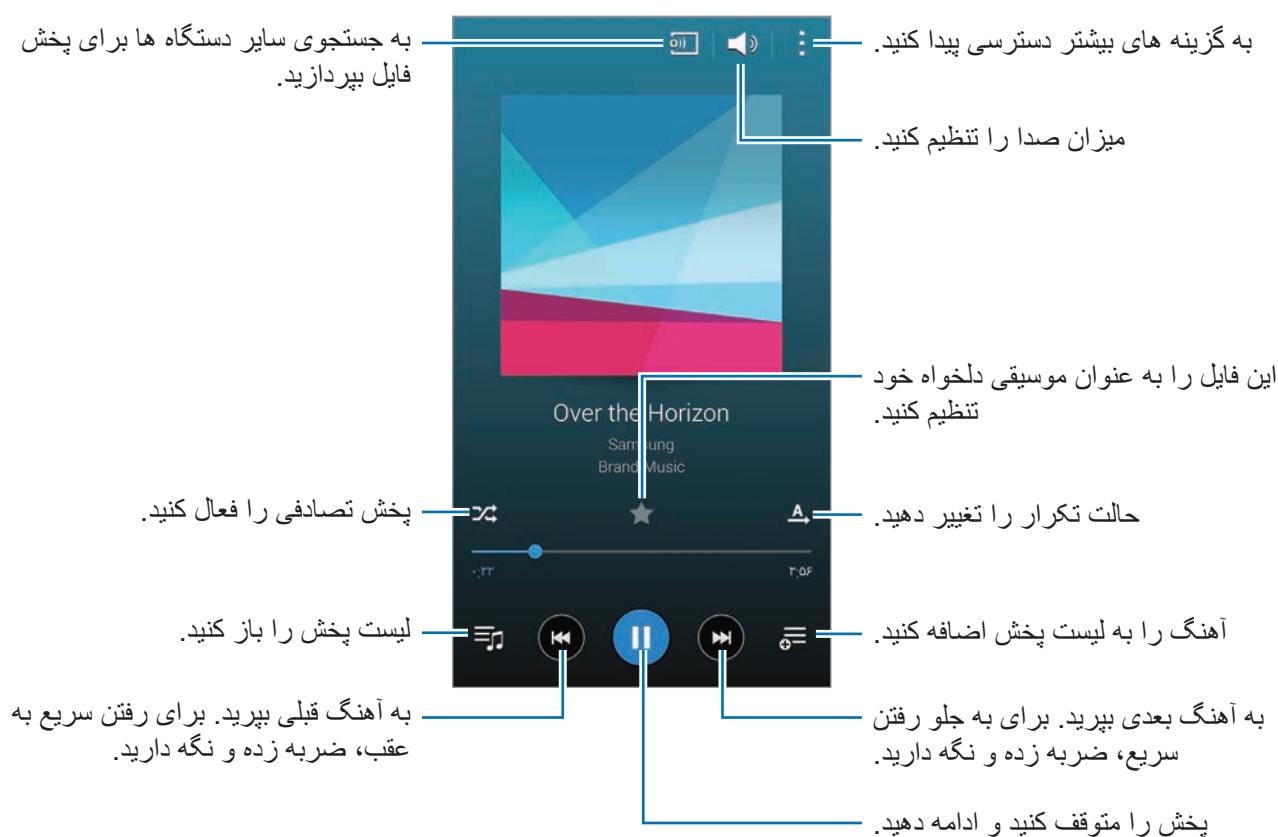 به گزینه های بیشتر دسترسی پیدا کنید.
به جستجوی سایر دستگاه ها برای پخش
فایل بپردازید.
میزان صدا را تنظیم کنید.
این فایل را به عنوان موسیقی دلخواه خود
تنظیم کنید.
Over the Horizon
Samsung
Brand Music
حالت تکرار را تغییر دهید.
A
پخش تصادفی را فعال کنید.
۰:۳۳
۳:۵۶
آهنگ را به لیست پخش اضافه کنید.
لیست پخش را باز کنید.
به آهنگ بعدی بپرید. برای به جلو رفتن
سریع، ضربه زده و نگه دارید.
به آهنگ قبلی بپرید. برای رفتن سریع به
عقب، ضربه زده و نگه دارید.
پخش را متوقف کنید و ادامه دهید.